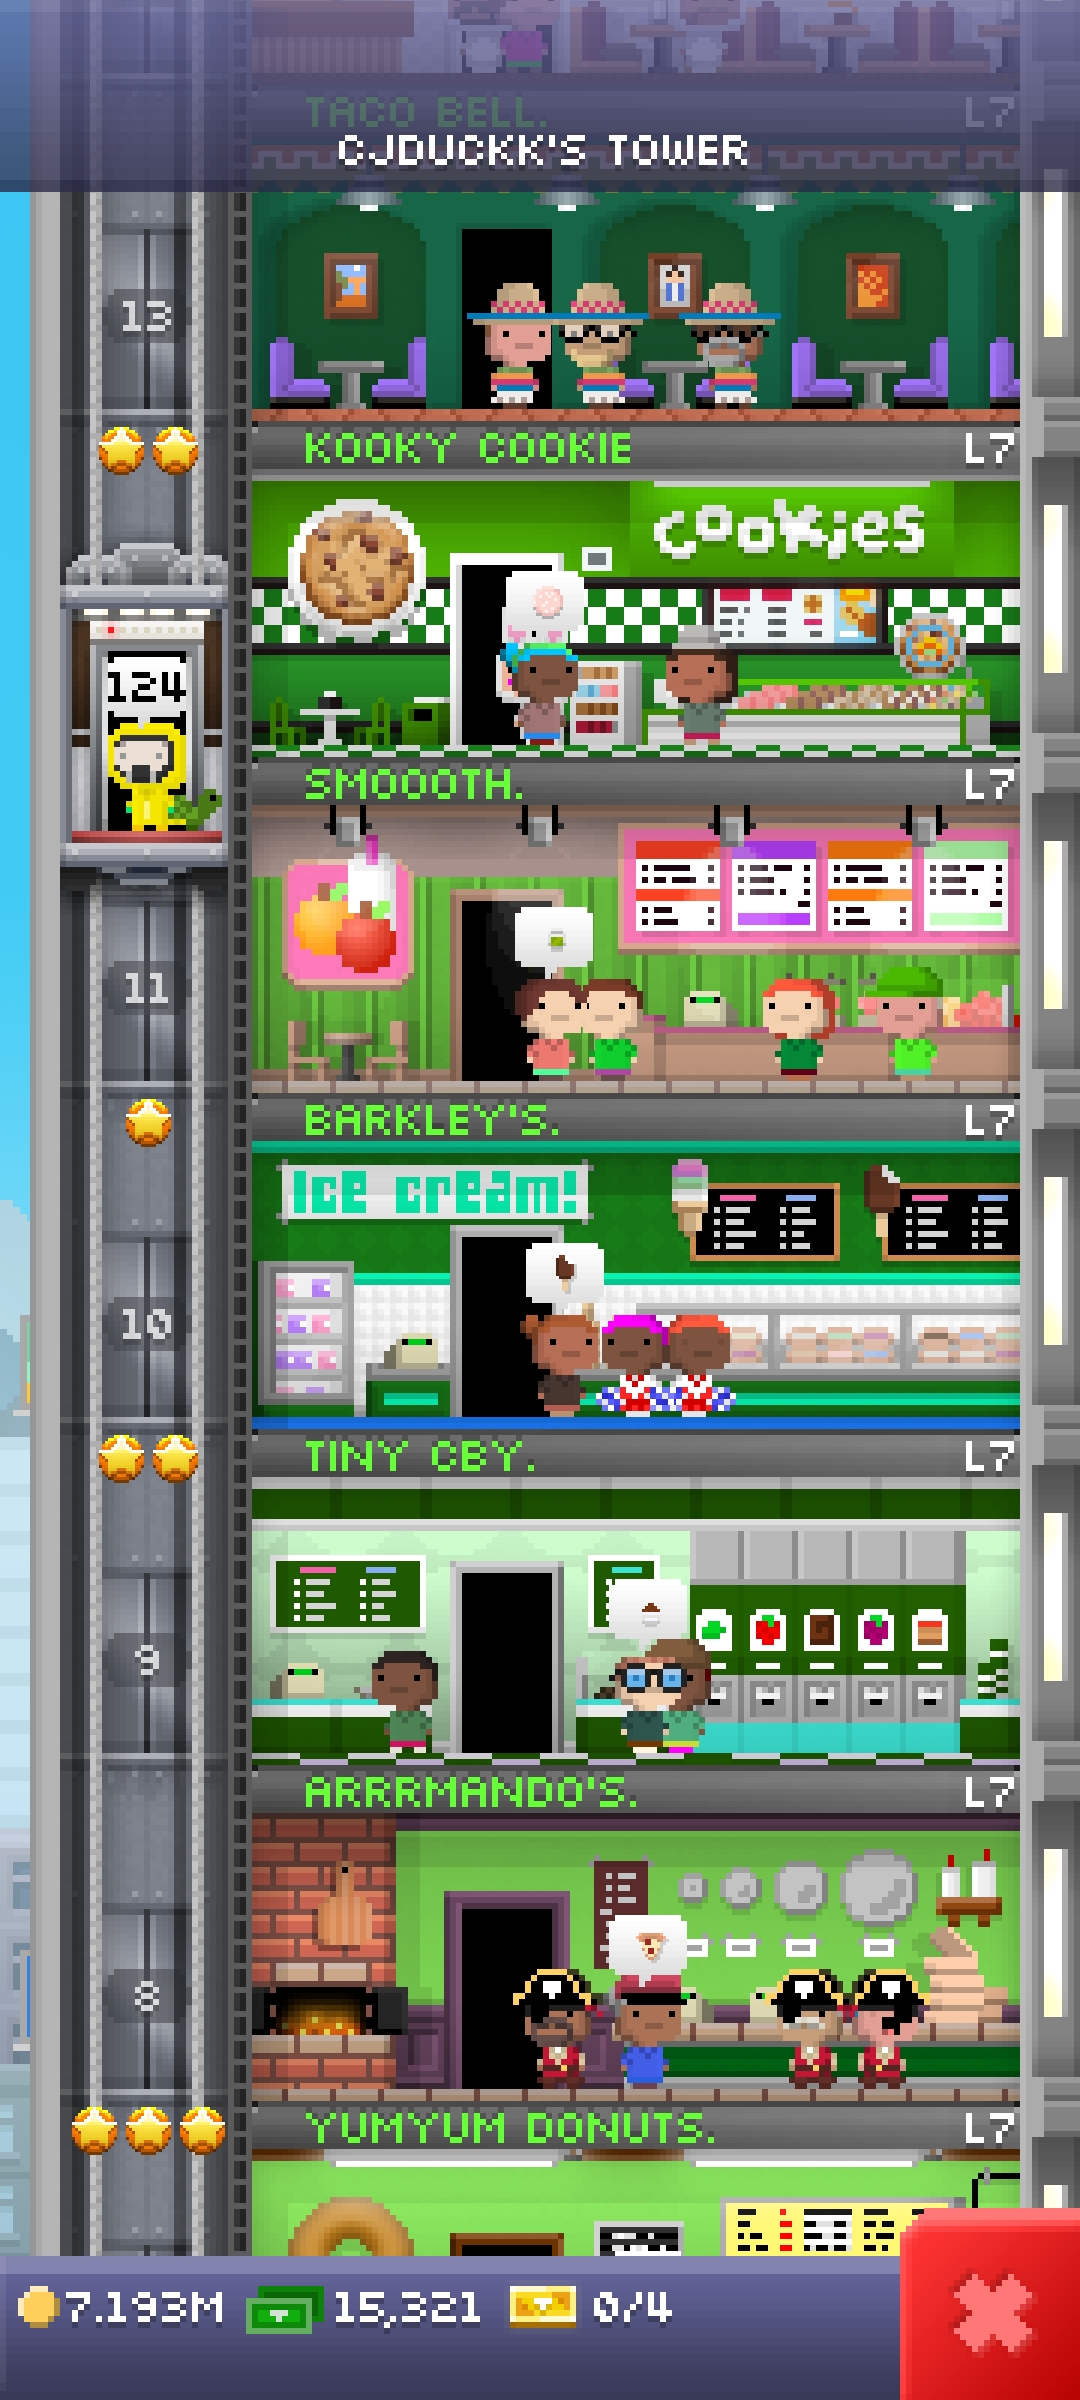 TACO BELL. L7
CJDUCKK'S TOWER
13
KOOKY COOKIE L7
cookies
124
SMOOOTH. L7
11
BARKLEY'S. L7
Ice cream!
10
TINY CBY. L7
9
ARRRMANDO'S. L7
8
YUMYUM DONUTS. L7
7.193M 15,321 0/4